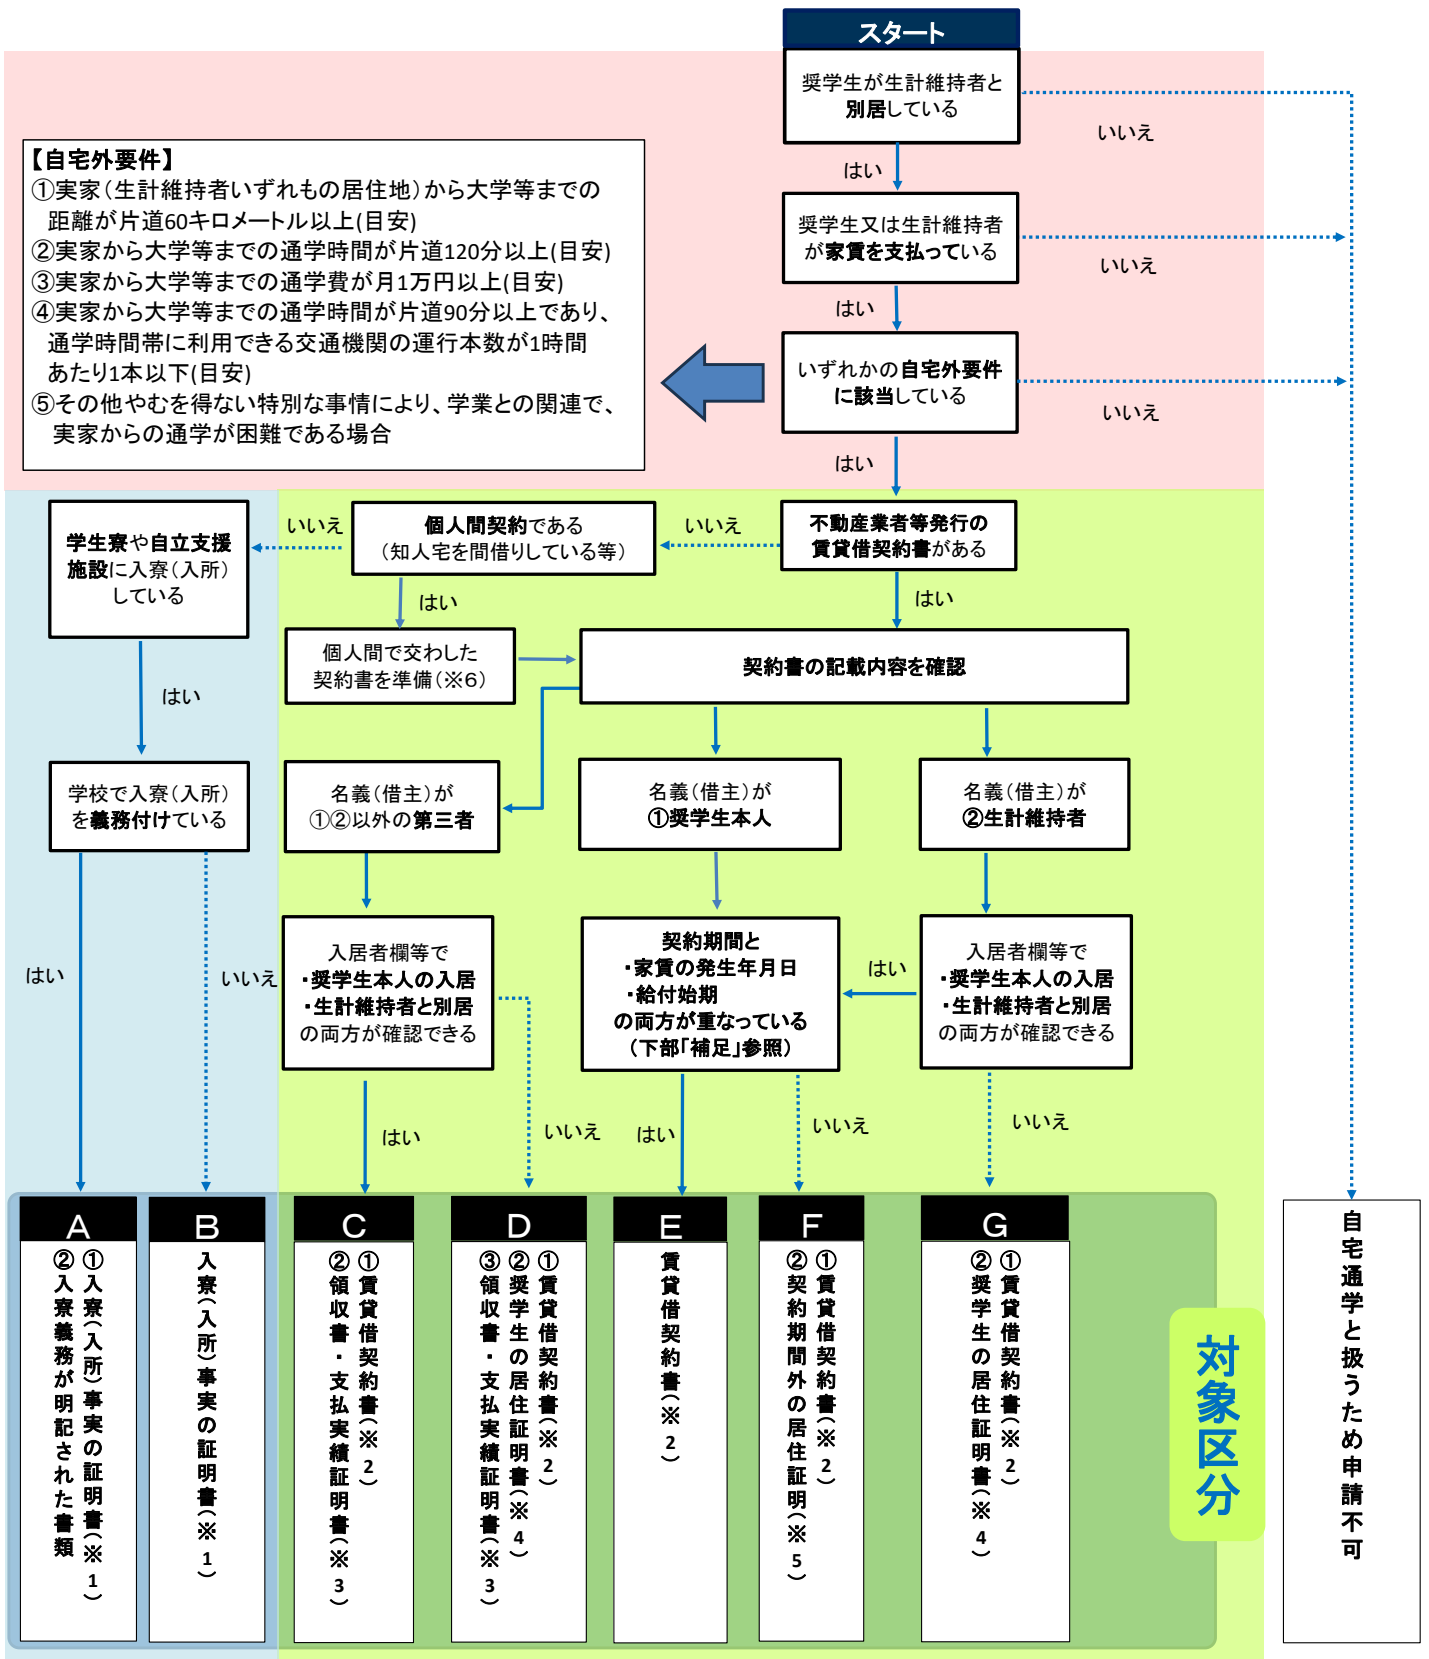 スタート
奨学生が生計維持者と
別居している
いいえ
はい
【自宅外要件】
①実家(生計維持者いずれもの居住地)から大学等までの
距離が片道60キロメートル以上(目安)
②実家から大学等までの通学時間が片道120分以上(目安)
③実家から大学等までの通学費が月1万円以上(目安)
④実家から大学等までの通学時間が片道90分以上であり、
通学時間帯に利用できる交通機関の運行本数が1時間
あたり1本以下(目安)
⑤その他やむを得ない特別な事情により、学業との関連で、
実家からの通学が困難である場合
奨学生又は生計維持者
が家賃を支払っている
いいえ
はい
いずれかの自宅外要件
に該当している
いいえ
はい
不動産業者等発行の
賃貸借契約書がある
いいえ
はい
個人間契約である
(知人宅を間借りしている等)
いいえ
はい
学生寮や自立支援
施設に入寮(入所)
している
はい
個人間で交わした
契約書を準備(※6)
契約書の記載内容を確認
学校で入寮(入所)
を義務付けている
名義(借主)が
①②以外の第三者
名義(借主)が
①奨学生本人
名義(借主)が
②生計維持者
はい
いいえ
入居者欄等で
・奨学生本人の入居
・生計維持者と別居
の両方が確認できる
契約期間と
・家賃の発生年月日
・給付始期
の両方が重なっている
(下部「補足」参照)
はい
入居者欄等で
・奨学生本人の入居
・生計維持者と別居
の両方が確認できる
はい
いいえ
はい
いいえ
いいえ
A
①入寮(入所)事実の証明書(※1)
②入寮義務が明記された書類
B
入寮(入所)事実の証明書(※1)
C
①賃貸借契約書(※2)
②領収書・支払実績証明書(※3)
D
①賃貸借契約書(※2)
②奨学生の居住証明書(※4)
③領収書・支払実績証明書(※3)
E
賃貸借契約書(※2)
F
①賃貸借契約書(※2)
②契約期間外の居住証明(※5)
G
①賃貸借契約書(※2)
②奨学生の居住証明書(※4)
対象区分
自宅通学と扱うため申請不可